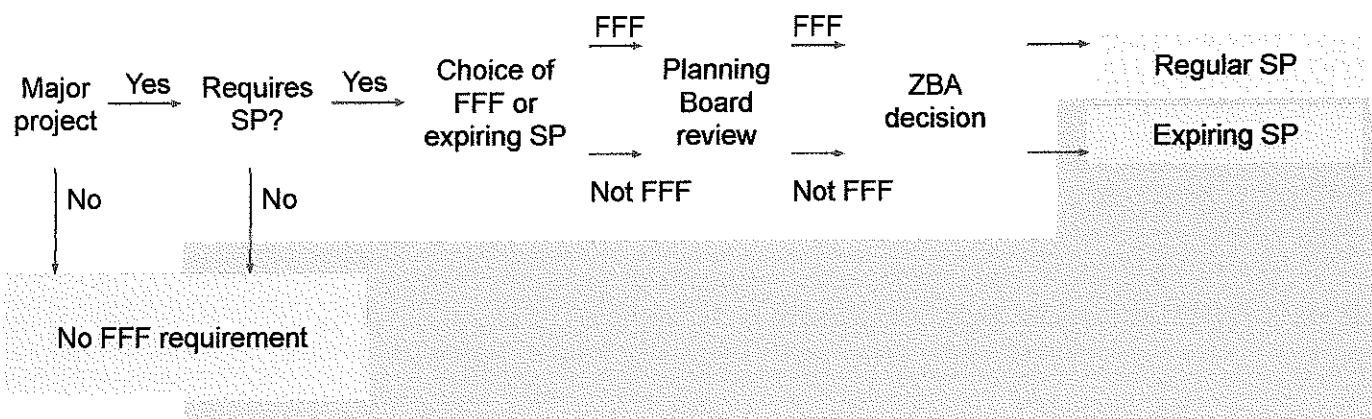 FFF
FFF
Major
project
Yes
Requires
SP?
Yes
Choice of
FFF or
expiring SP
Planning
Board
review
ZBA
decision
Regular SP
Expiring SP
Not FFF
Not FFF
No
No
No FFF requirement